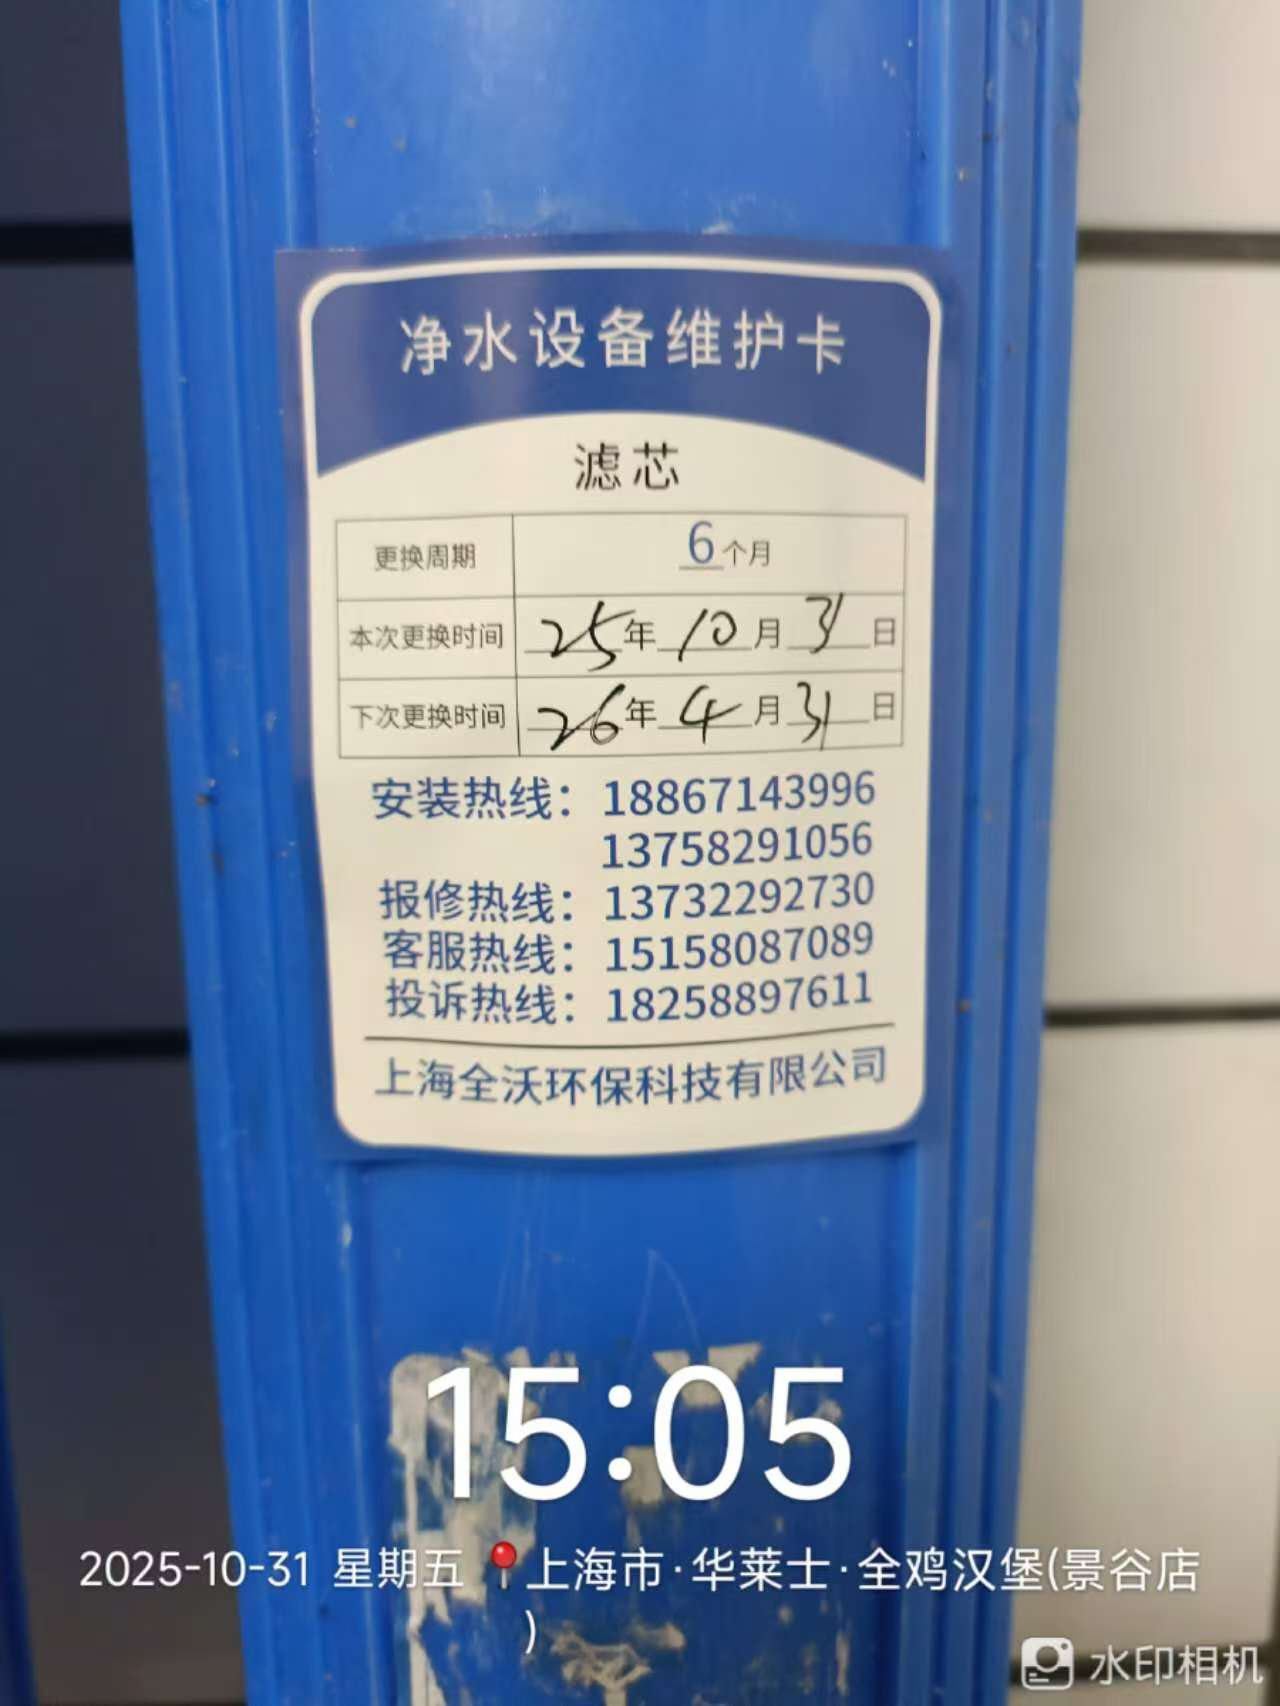 净水设备维护卡
滤芯
更换周期 6个月
本次更换时间 25年10月31日
下次更换时间 26年4月31日
安装热线：18867143996
13758291056
报修热线：13732292730
客服热线：15158087089
投诉热线：18258897611
上海全沃环保科技有限公司
15:05
2025-10-31 星期五 上海市·华莱士·全鸡汉堡(景谷店
)
水印相机